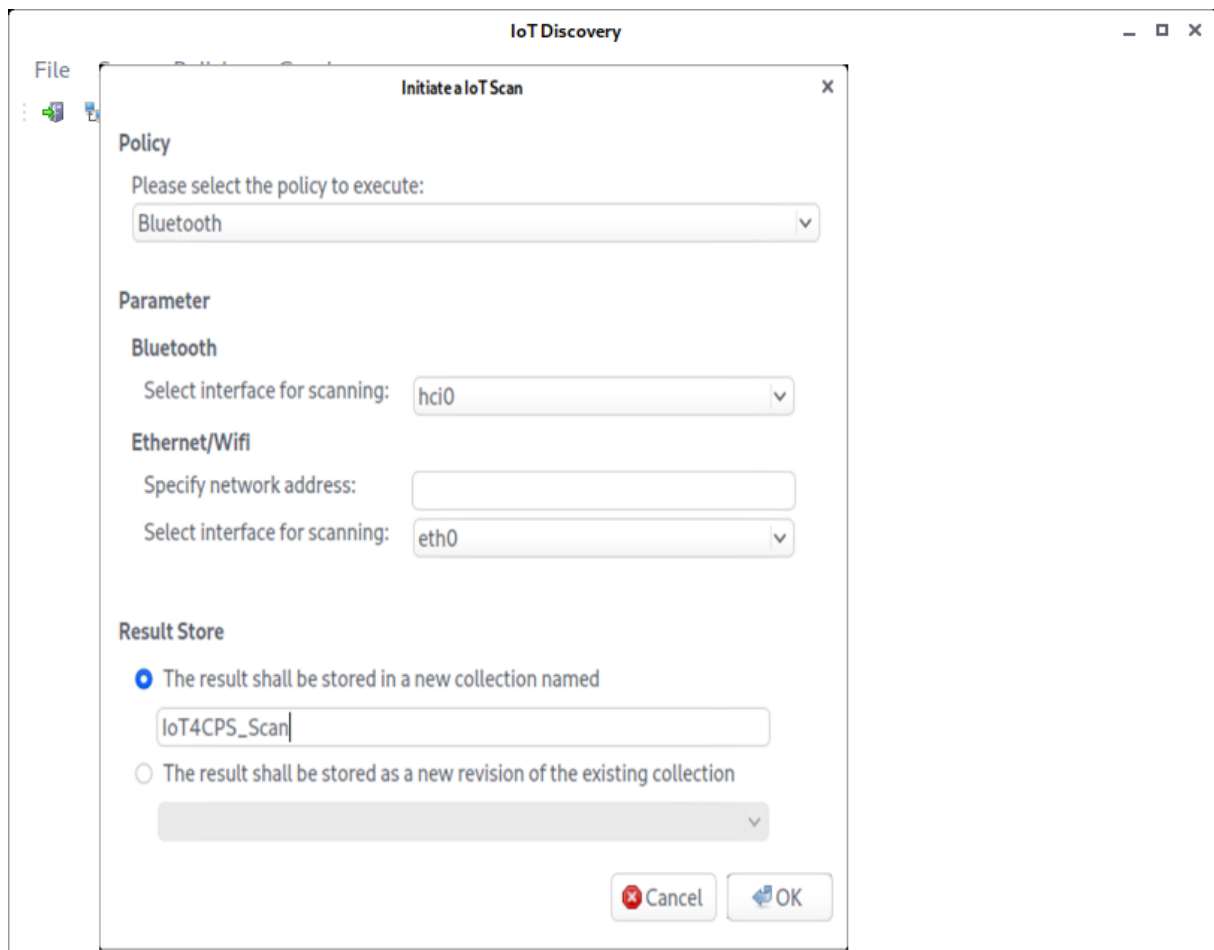 IoT Discovery
File
Initiate a IoT Scan
Policy
Please select the policy to execute:
Bluetooth
Parameter
Bluetooth
Select interface for scanning: hci0
Ethernet/Wifi
Specify network address:
Select interface for scanning: eth0
Result Store
The result shall be stored in a new collection named
IoT4CPS_Scan
The result shall be stored as a new revision of the existing collection
Cancel OK